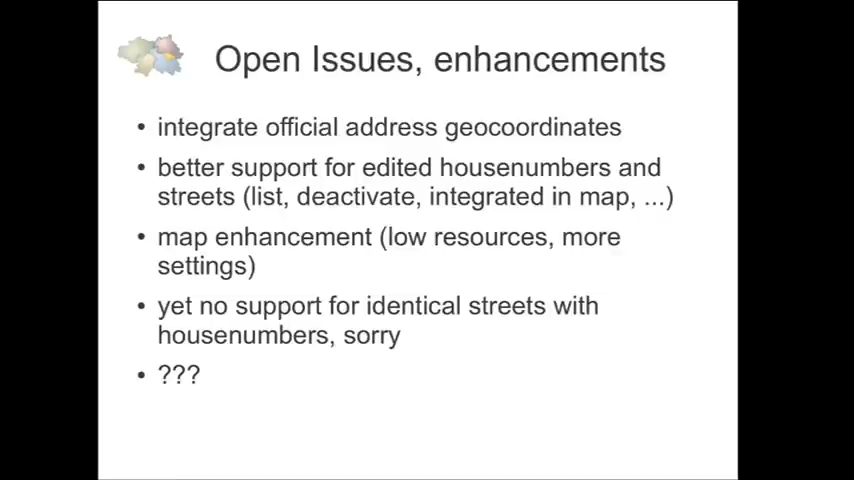 Open Issues, enhancements
• integrate official address geocoordinates
• better support for edited housenumbers and
streets (list, deactivate, integrated in map, ...)
• map enhancement (low resources, more
settings)
• yet no support for identical streets with
housenumbers, sorry
• ???